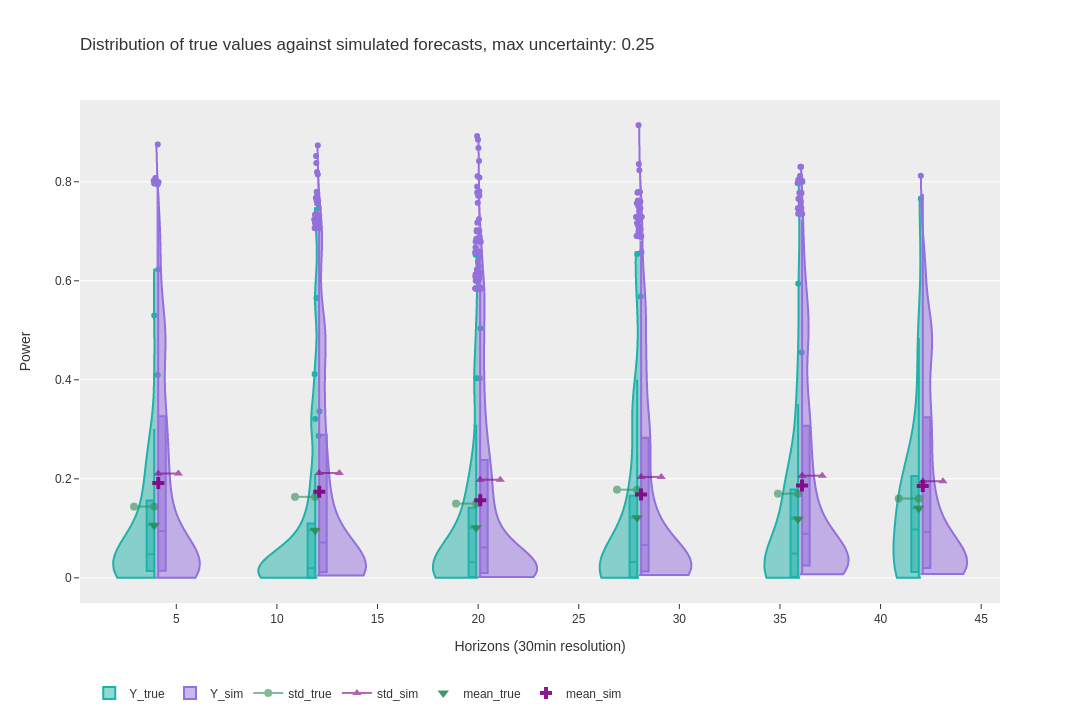 Distribution of true values against simulated forecasts, max uncertainty: 0.25
0.8
0.6
0.4
0.2
0
Power
5 10 15 20 25 30 35 40 45
Horizons (30min resolution)
Y_true Y_sim std_true std_sim mean_true mean_sim